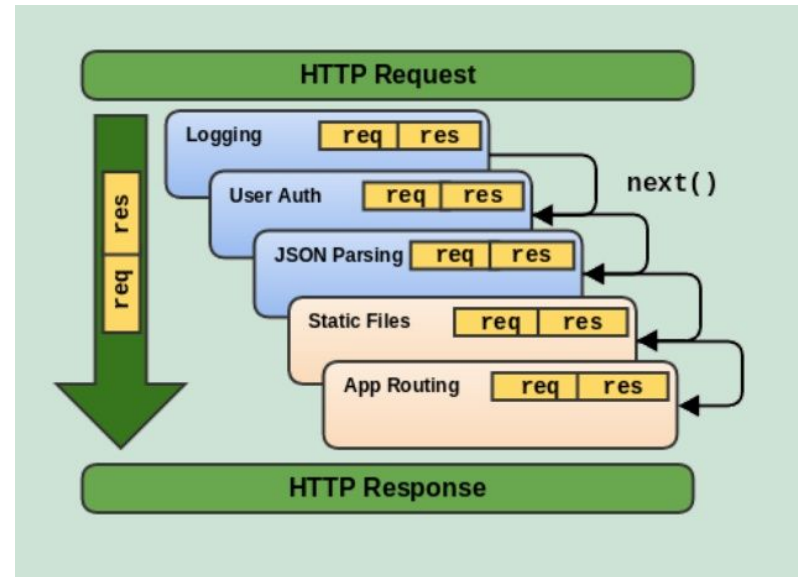 HTTP Request
Logging req res
next()
User Auth req res
JSON Parsing req res
Static Files req res
App Routing req res
req res
HTTP Response